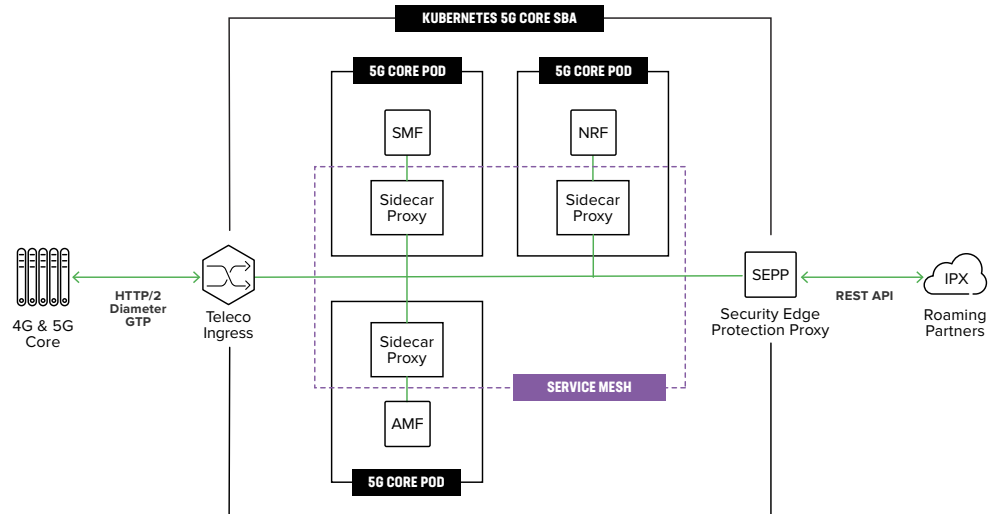 KUBERNETES 5G CORE SBA
5G CORE POD
5G CORE POD
SMF
NRF
Sidecar
Proxy
Sidecar
Proxy
HTTP/2
Diameter
GTP
4G & 5G
Core
Teleco
Ingress
SEPP
Security Edge
Protection Proxy
REST API
IPX
Roaming
Partners
Sidecar
Proxy
SERVICE MESH
AMF
5G CORE POD